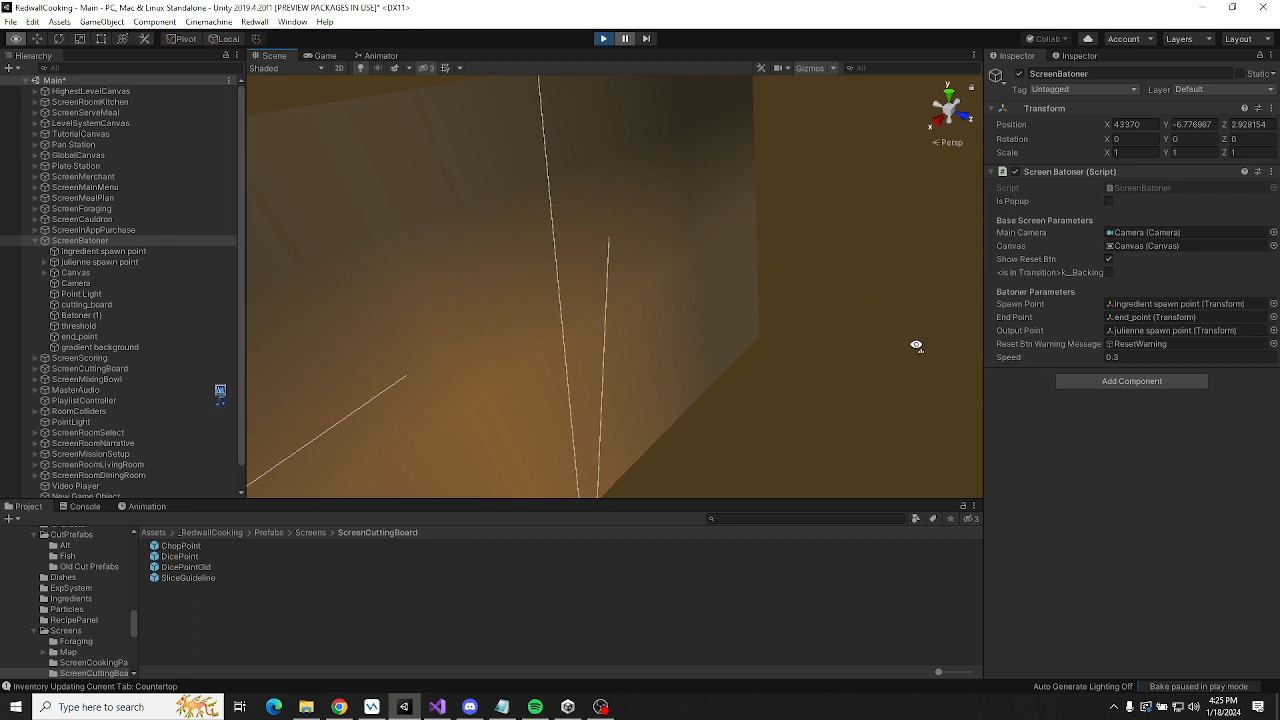 RedwallCooking - Main - PC, Mac & Linux Standalone - Unity 2019.4.20f1 [PREVIEW PACKAGES IN USE]* <DX11>
File Edit Assets GameObject Component Cinemachine Redwall Window Help
Pivot Local Collab Account Layers Layout
Hierarchy
All
Main*
HighestLevelCanvas
ScreenRoomKitchen
ScreenServeMeal
LevelSystemCanvas
TutorialCanvas
Pan Station
GlobalCanvas
Plate Station
ScreenMerchant
ScreenMainMenu
ScreenMealPlan
ScreenForaging
ScreenCauldron
ScreenInAppPurchase
ScreenBatoner
ingredient spawn point
julienne spawn point
Canvas
Camera
Point Light
cutting_board
Batoner (1)
threshold
end_point
gradient background
ScreenScoring
ScreenCuttingBoard
ScreenMixingBowl
MasterAudio
PlaylistController
RoomColliders
PointLight
ScreenRoomSelect
ScreenRoomNarrative
ScreenMissionSetup
ScreenRoomLivingRoom
ScreenRoomDiningRoom
Video Player
New Game Object
Scene Game Animator
Shaded 2D 3 Gizmos All
y
x z
Persp
Inspector Inspector
ScreenBatoner Static
Tag Untagged Layer Default
Transform
Position X 43370 Y -6.776967 Z 2.928154
Rotation X 0 Y 0 Z 0
Scale X 1 Y 1 Z 1
Screen Batoner (Script)
Script ScreenBatoner
Is Popup
Base Screen Parameters
Main Camera Camera (Camera)
Canvas Canvas (Canvas)
Show Reset Btn
<is In Transition>k__Backing
Batoner Parameters
Spawn Point ingredient spawn point (Transform)
End Point end_point (Transform)
Output Point julienne spawn point (Transform)
Reset Btn Warning Message ResetWarning
Speed 0.3
Add Component
Project Console Animation
3
CutPrefabs
Alt
Fish
Old Cut Prefabs
Dishes
ExpSystem
Ingredients
Particles
RecipePanel
Screens
Foraging
Map
ScreenCookingPa
ScreenCuttingBoa
Assets _RedwallCooking Prefabs Screens ScreenCuttingBoard
ChopPoint
DicePoint
DicePointOld
SliceGuideline
Inventory Updating Current Tab: Countertop
Auto Generate Lighting Off Bake paused in play mode
Type here to search
4:25 PM
1/18/2024